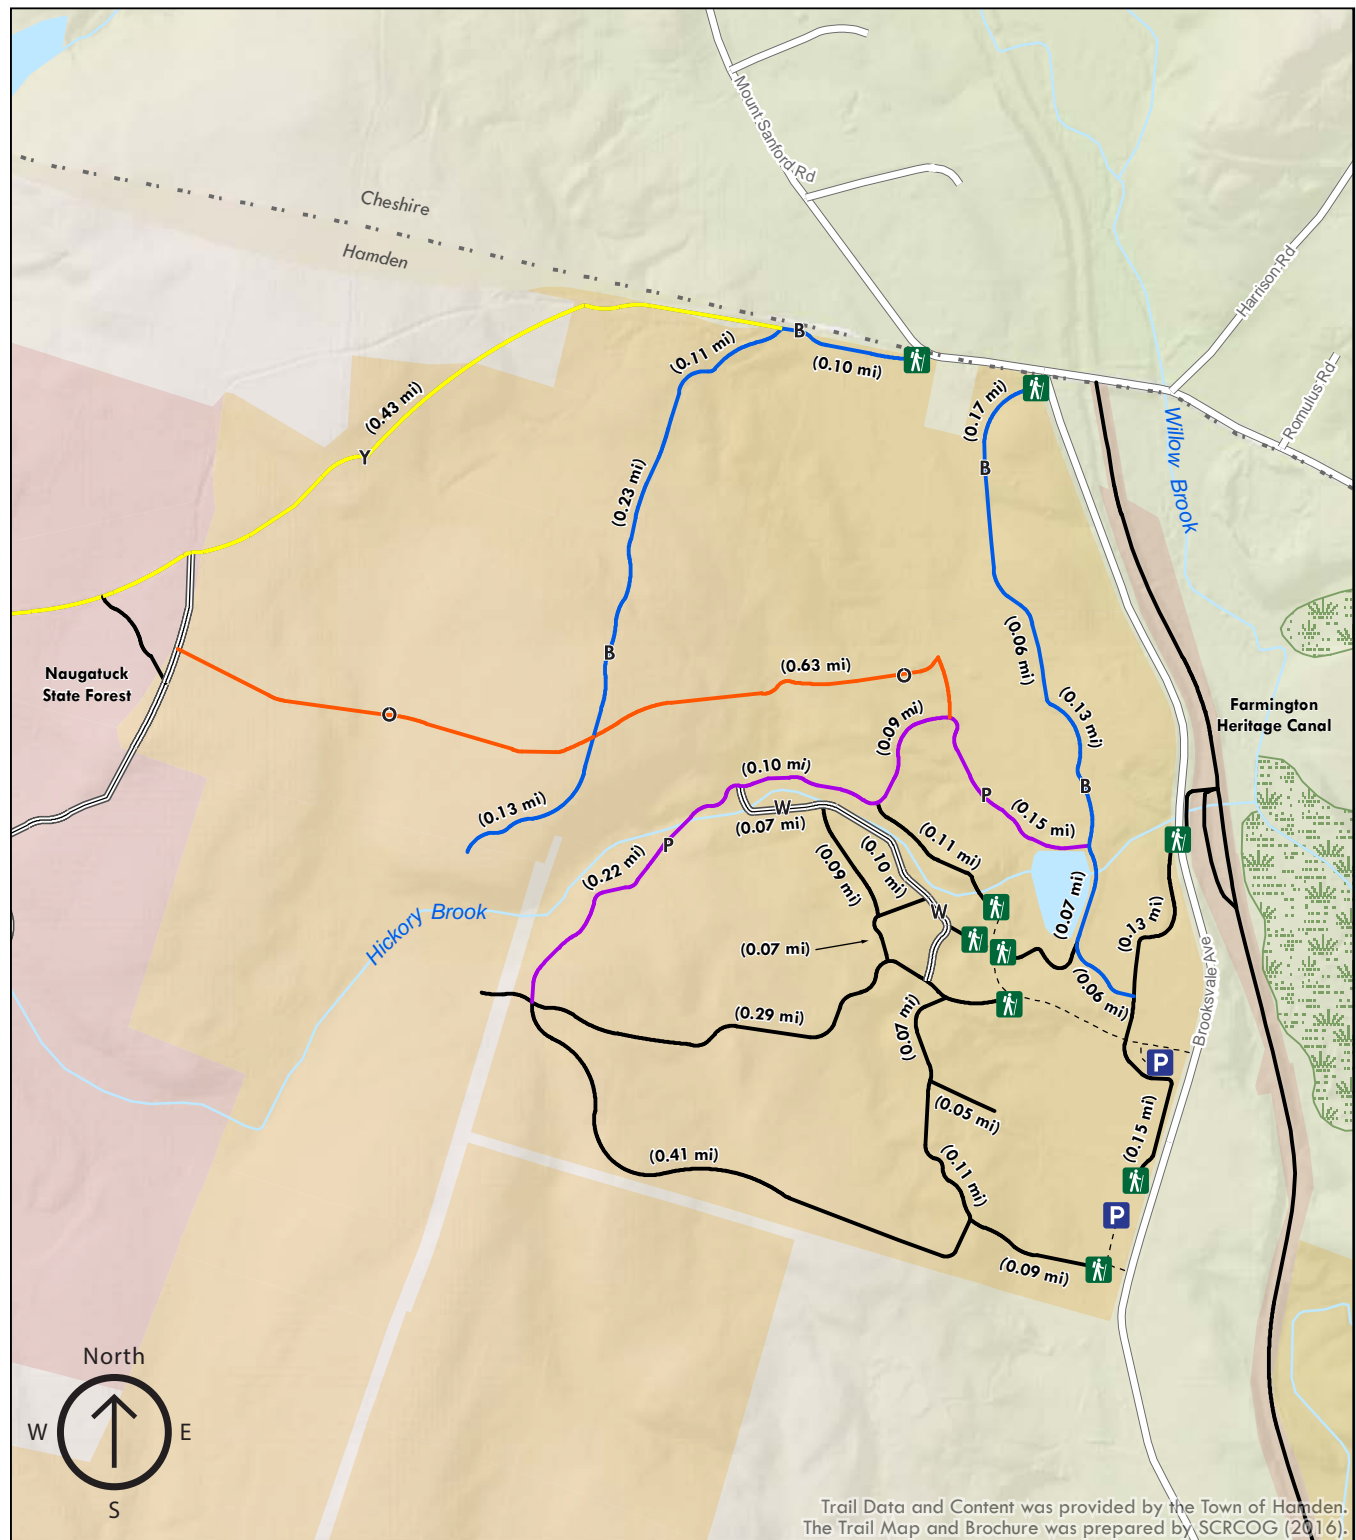 Mount Sanford Rd
Cheshire
Hamden
Harrison Rd
Romulus Rd
B
(0.11 mi)
(0.10 mi)
(0.43 mi)
(0.17 mi)
Willow Brook
Y
B
(0.23 mi)
(0.06 mi)
B
(0.63 mi)
O
Naugatuck
State Forest
(0.13 mi)
Farmington
Heritage Canal
O
(0.09 mi)
(0.10 mi)
B
P
W
(0.13 mi)
(0.07 mi)
(0.15 mi)
P
(0.11 mi)
(0.22 mi)
(0.09 mi)
(0.10 mi)
Hickory Brook
W
(0.07 mi)
(0.13 mi)
(0.07 mi)
Brooksvale Ave
(0.06 mi)
(0.29 mi)
(0.07 mi)
P
(0.05 mi)
(0.15 mi)
(0.41 mi)
(0.11 mi)
P
(0.09 mi)
North
W
E
S
Trail Data and Content was provided by the Town of Hamden.
The Trail Map and Brochure was prepared by SCRCOG (2016).